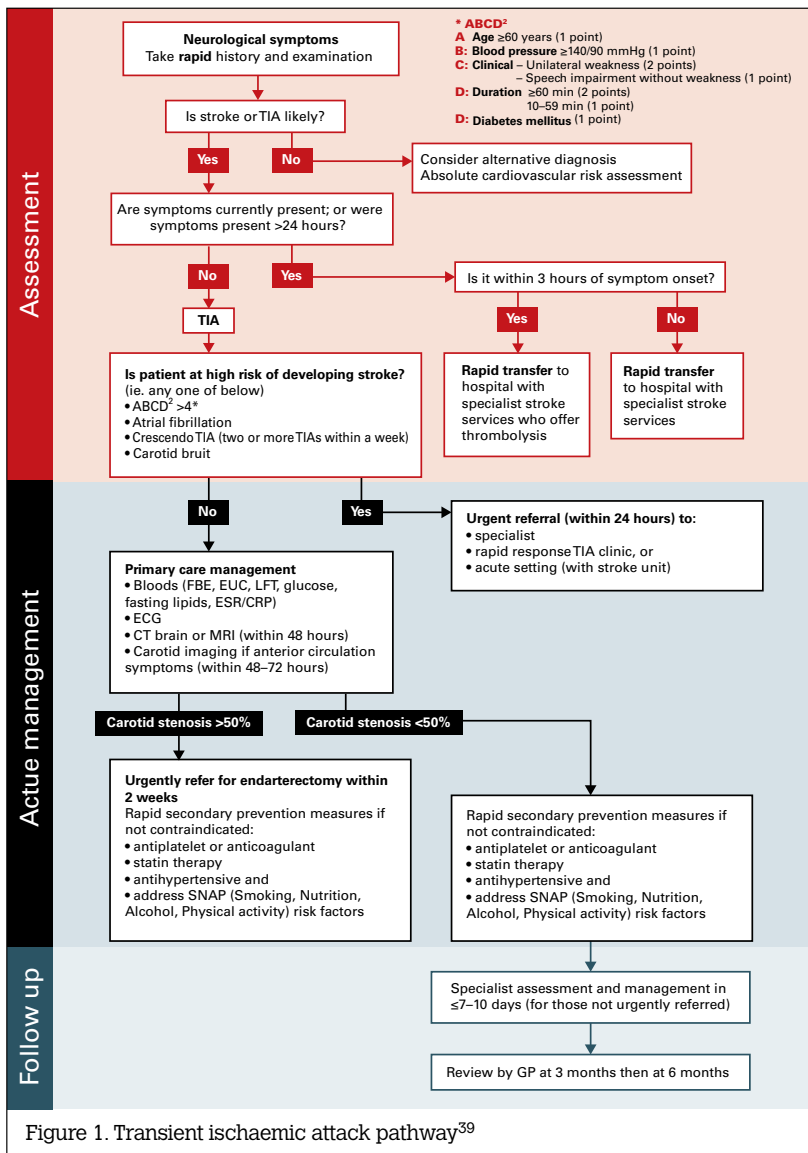 Assessment
Neurological symptoms
Take rapid history and examination
* ABCD²
A Age ≥60 years (1 point)
B: Blood pressure ≥140/90 mmHg (1 point)
C: Clinical – Unilateral weakness (2 points)
– Speech impairment without weakness (1 point)
D: Duration ≥60 min (2 points)
10–59 min (1 point)
D: Diabetes mellitus (1 point)
Is stroke or TIA likely?
Yes
No
Consider alternative diagnosis
Absolute cardiovascular risk assessment
Are symptoms currently present; or were
symptoms present >24 hours?
No
Yes
Is it within 3 hours of symptom onset?
TIA
Yes
No
Is patient at high risk of developing stroke?
(ie. any one of below)
• ABCD² >4*
• Atrial fibrillation
• Crescendo TIA (two or more TIAs within a week)
• Carotid bruit
Rapid transfer to
hospital with
specialist stroke
services who offer
thrombolysis
Rapid transfer
to hospital with
specialist stroke
services
Actue management
No
Yes
Urgent referral (within 24 hours) to:
• specialist
• rapid response TIA clinic, or
• acute setting (with stroke unit)
Primary care management
• Bloods (FBE, EUC, LFT, glucose,
fasting lipids, ESR/CRP)
• ECG
• CT brain or MRI (within 48 hours)
• Carotid imaging if anterior circulation
symptoms (within 48–72 hours)
Carotid stenosis >50%
Carotid stenosis <50%
Urgently refer for endarterectomy within
2 weeks
Rapid secondary prevention measures if
not contraindicated:
• antiplatelet or anticoagulant
• statin therapy
• antihypertensive and
• address SNAP (Smoking, Nutrition,
Alcohol, Physical activity) risk factors
Rapid secondary prevention measures if
not contraindicated:
• antiplatelet or anticoagulant
• statin therapy
• antihypertensive and
• address SNAP (Smoking, Nutrition,
Alcohol, Physical activity) risk factors
Follow up
Specialist assessment and management in
≤7–10 days (for those not urgently referred)
Review by GP at 3 months then at 6 months
Figure 1. Transient ischaemic attack pathway³⁹